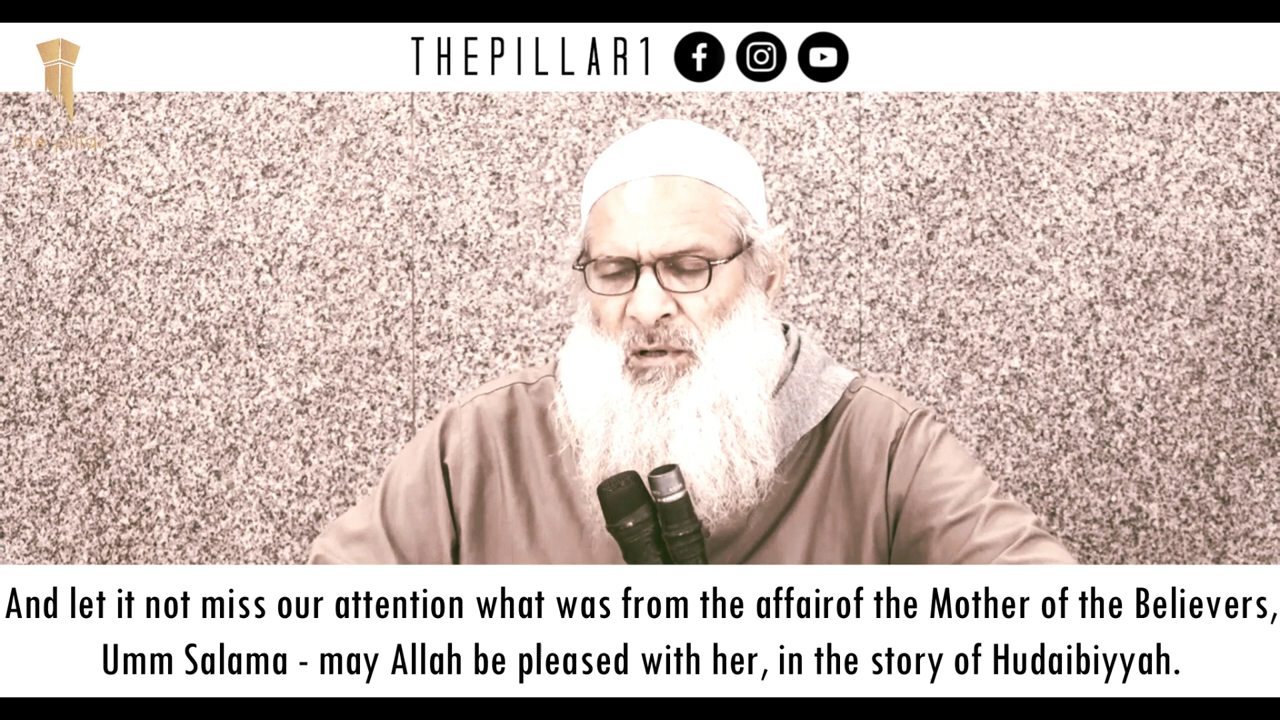 THEPILLAR1
And let it not miss our attention what was from the affairof the Mother of the Believers,
Umm Salama - may Allah be pleased with her, in the story of Hudaibiyyah.